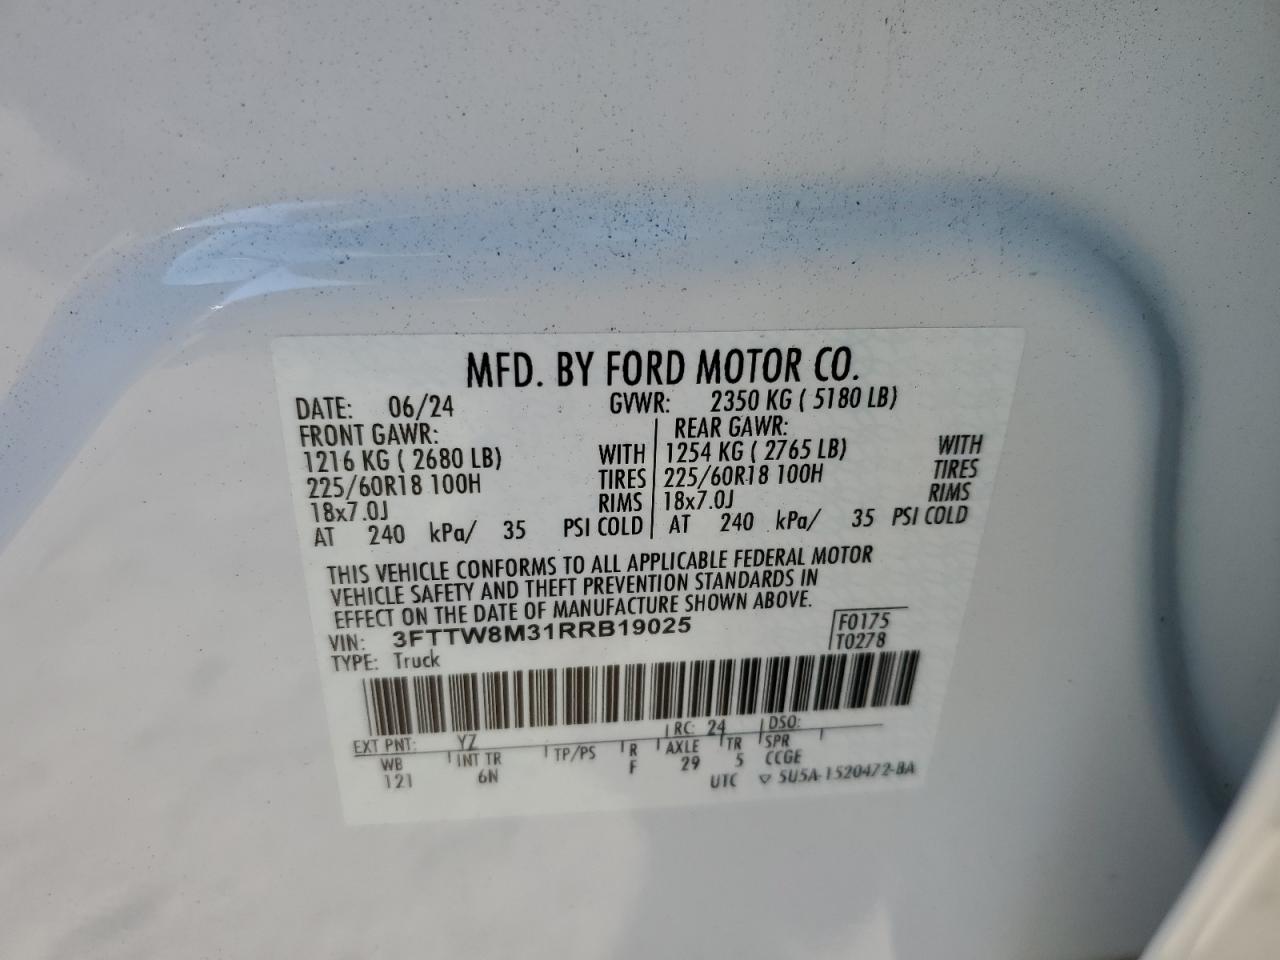 MFD. BY FORD MOTOR CO.
DATE: 06/24 GVWR: 2350 KG ( 5180 LB)
FRONT GAWR: REAR GAWR:
1216 KG ( 2680 LB) WITH 1254 KG ( 2765 LB) WITH
225/60R18 100H TIRES 225/60R18 100H TIRES
18x7.0J RIMS 18x7.0J RIMS
AT 240 kPa/ 35 PSI COLD AT 240 kPa/ 35 PSI COLD
THIS VEHICLE CONFORMS TO ALL APPLICABLE FEDERAL MOTOR
VEHICLE SAFETY AND THEFT PREVENTION STANDARDS IN
EFFECT ON THE DATE OF MANUFACTURE SHOWN ABOVE.
VIN: 3FTTW8M31RRB19025 F0175
TYPE: Truck T0278
EXT PNT: YZ RC: 24 DSO:
WB INT TR TP/PS R AXLE TR SPR
121 6N F 29 5 CCGE
UTC ▽ 5U5A-1520472-BA